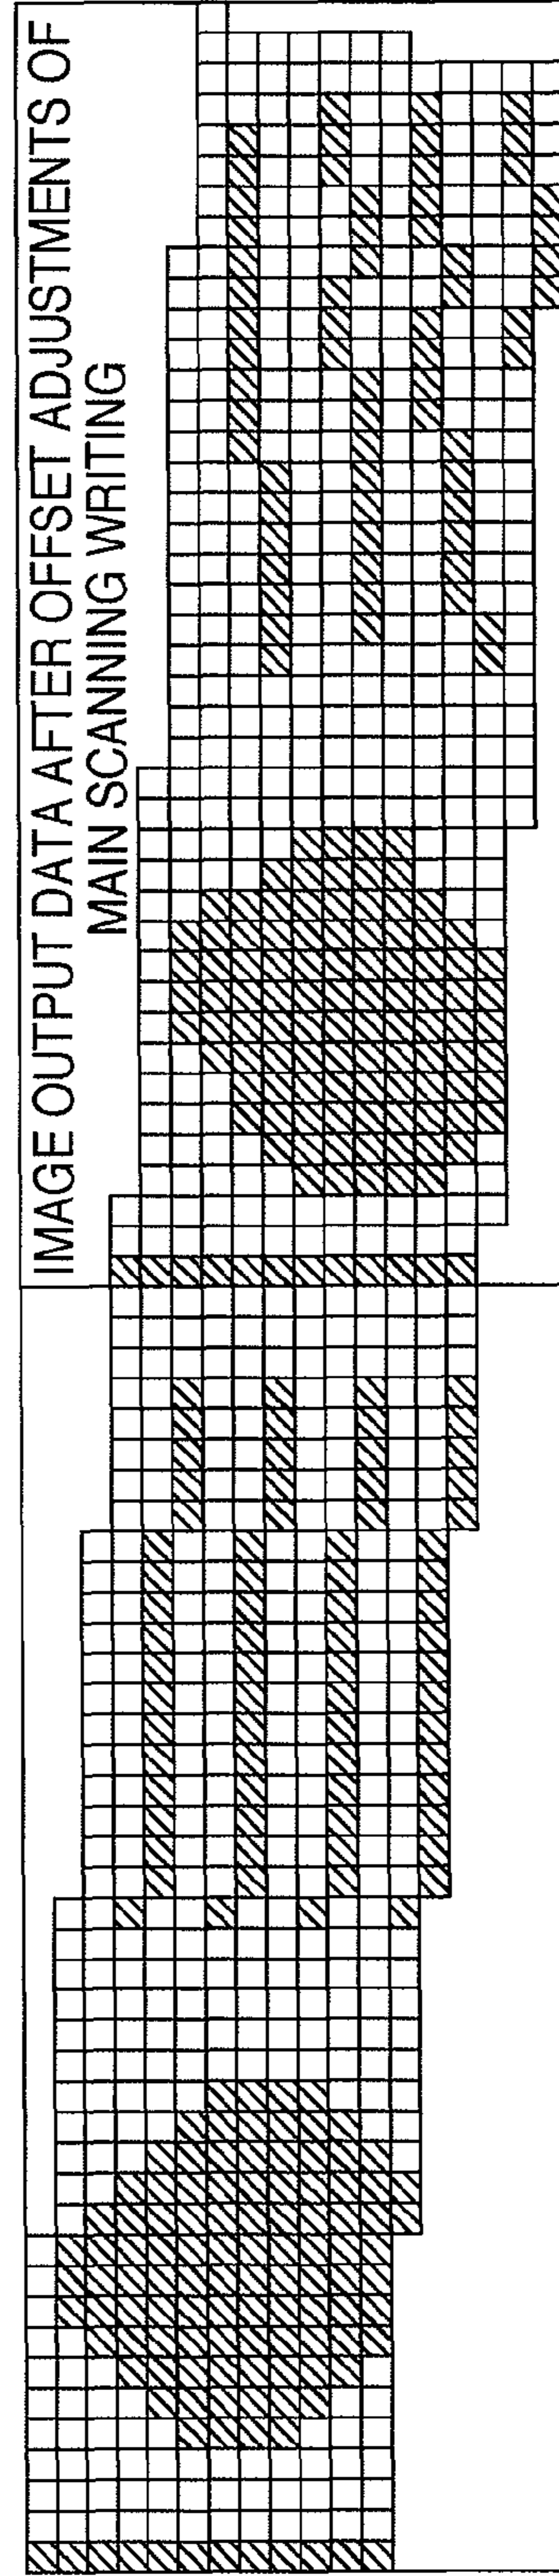 IMAGE OUTPUT DATA AFTER OFFSET ADJUSTMENTS OF
MAIN SCANNING WRITING